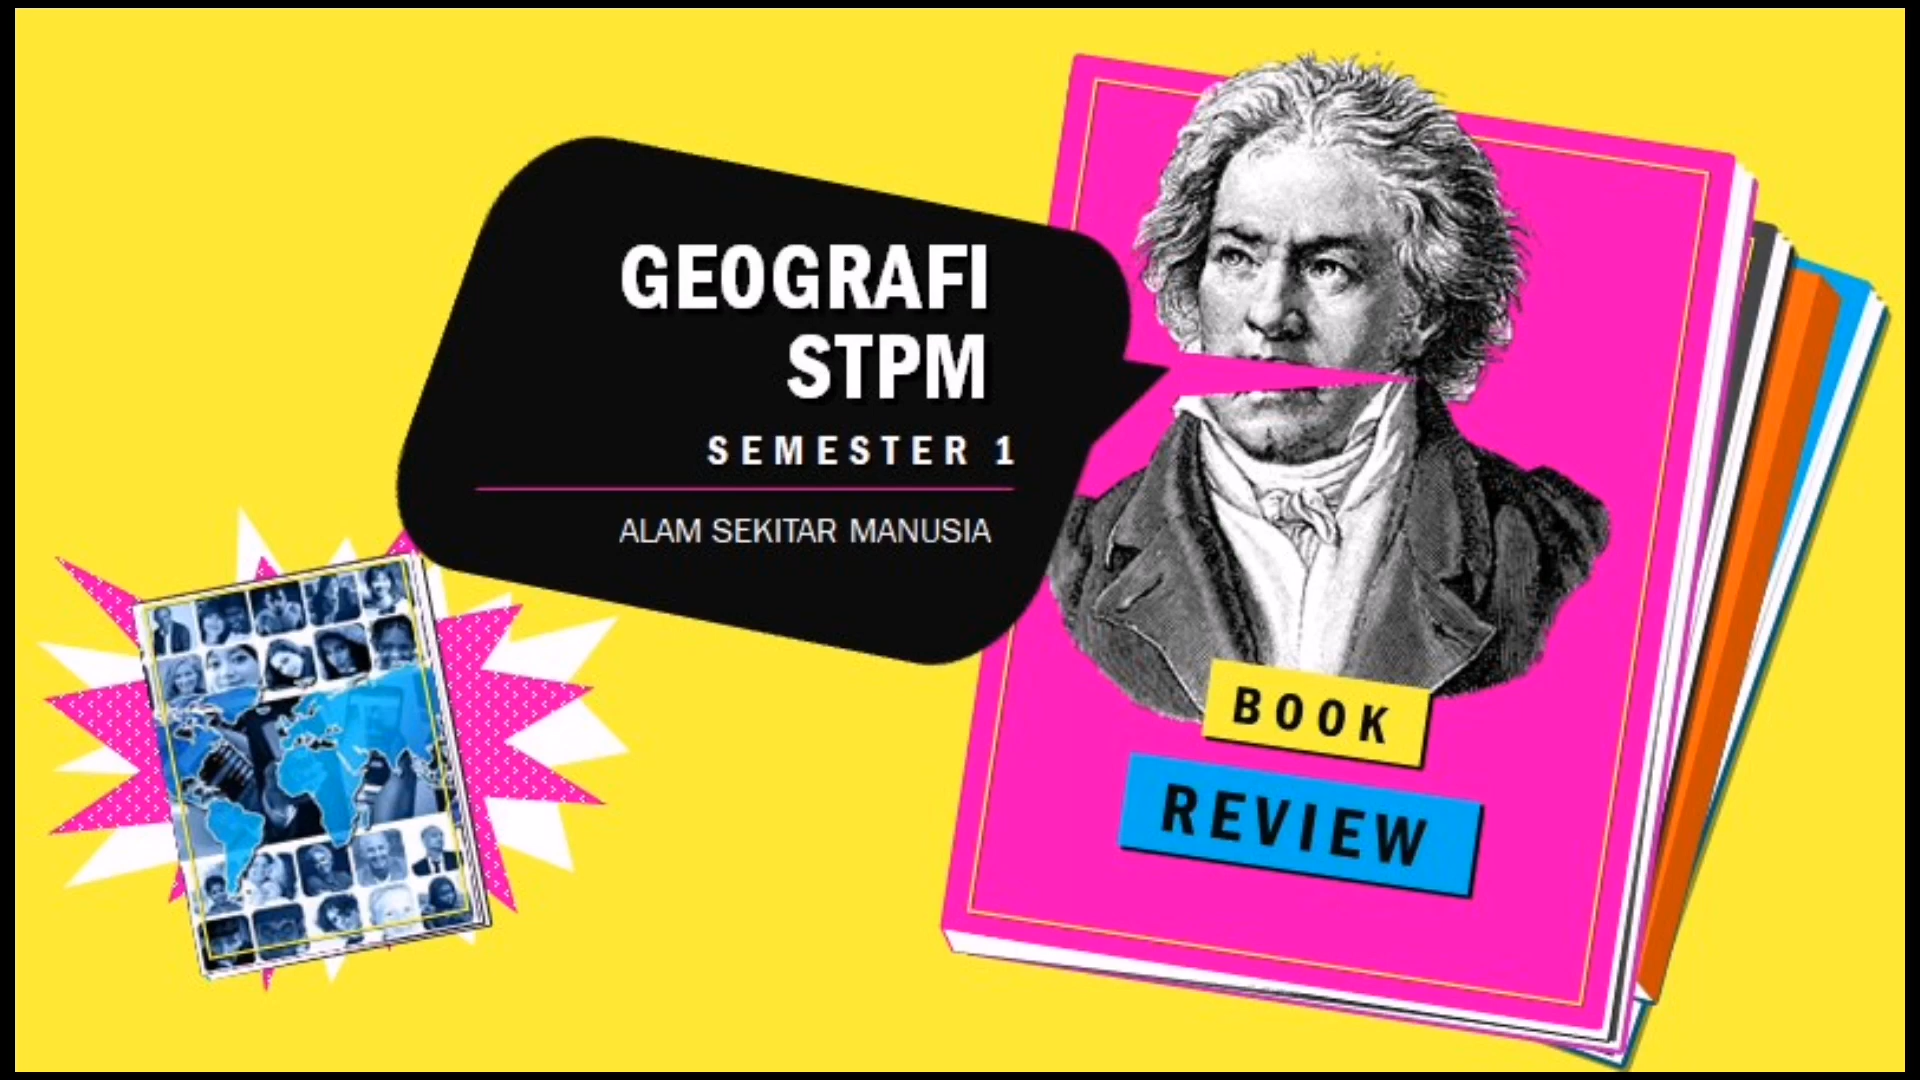 GEOGRAFI
STPM
SEMESTER 1
ALAM SEKITAR MANUSIA
BOOK
REVIEW